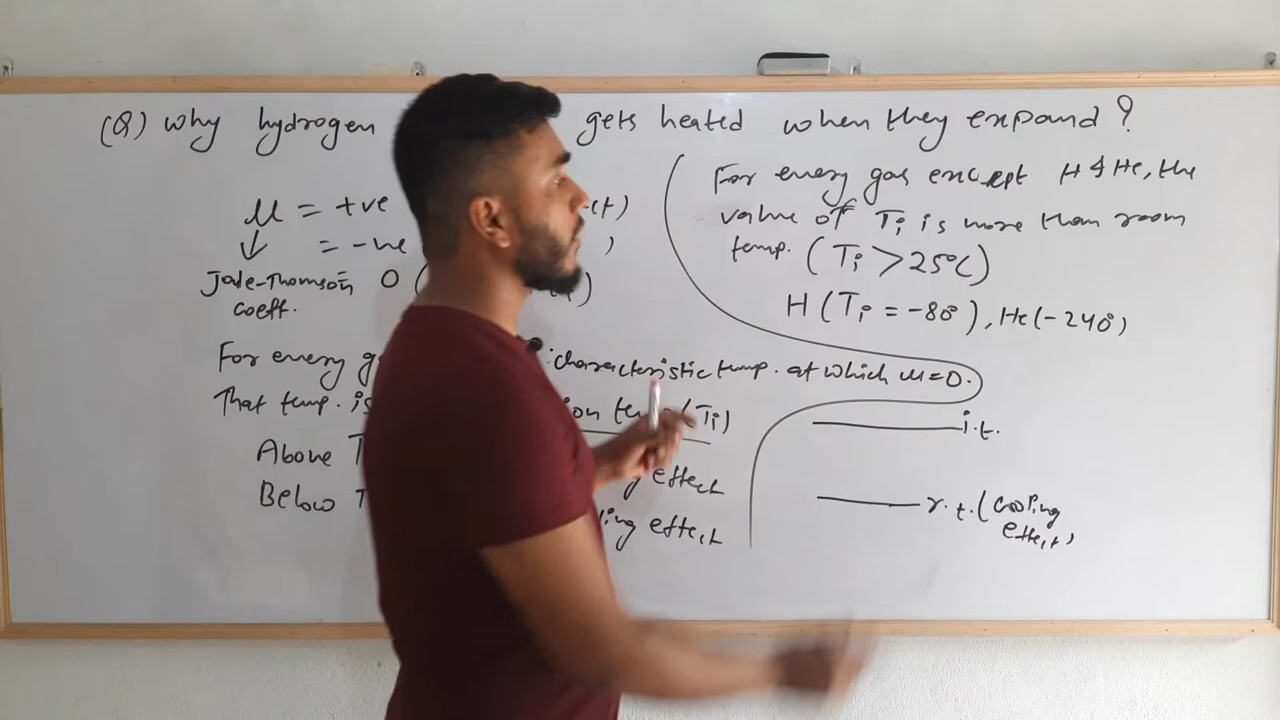 (Q) Why hydrogen gets heated when they expand?
μ = +ve
= -ve )
Joule-Thomson = 0 (
coeff.
For every characteristic temp. at which μ=0.
That temp. is (Ti)
Above effect
Below effect
For every gas except H & He, the
value of Ti is more than room
temp. (Ti > 25°C)
H (Ti = -80°), He (-240°)
i.t.
r.t. (Cooling
effect)